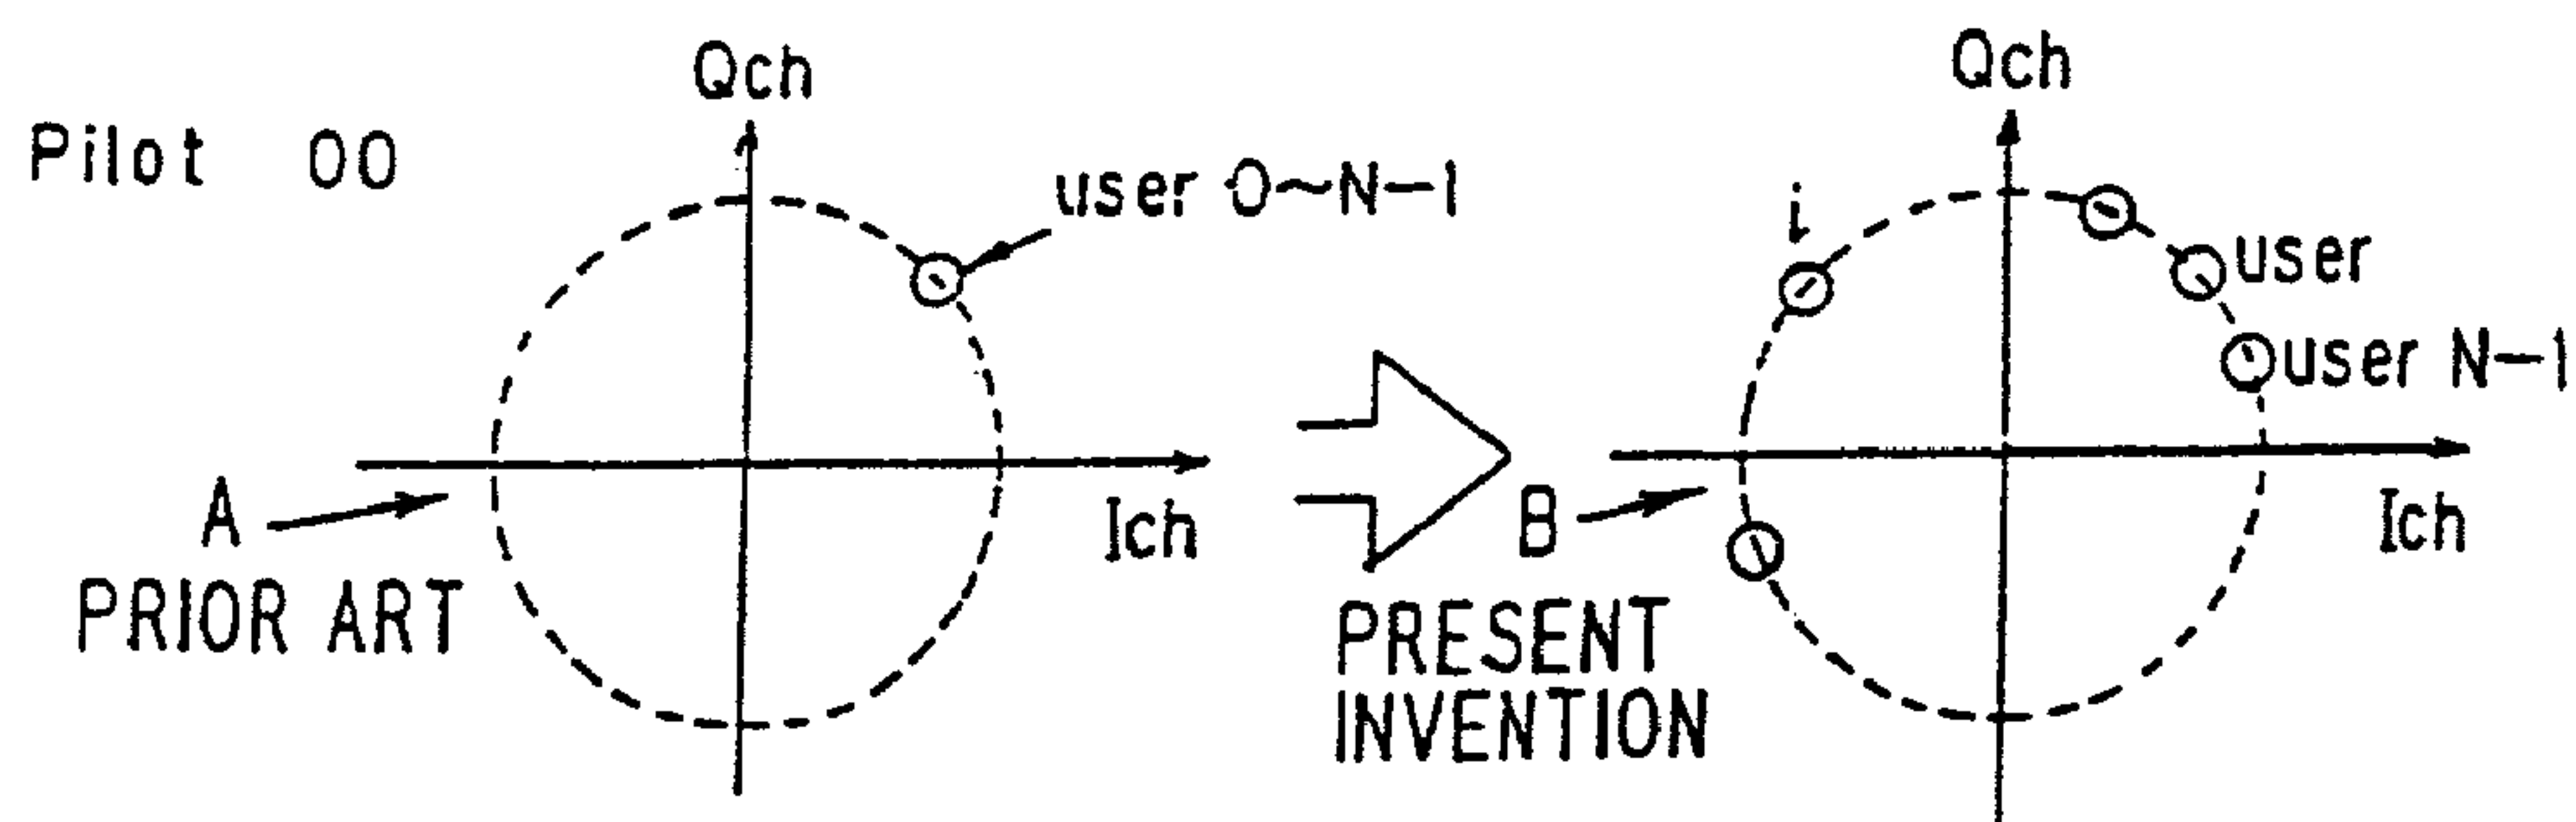 Pilot 00
Qch
user 0~N-1
Ich
A
PRIOR ART
Qch
i
user
user N-1
Ich
B
PRESENT
INVENTION